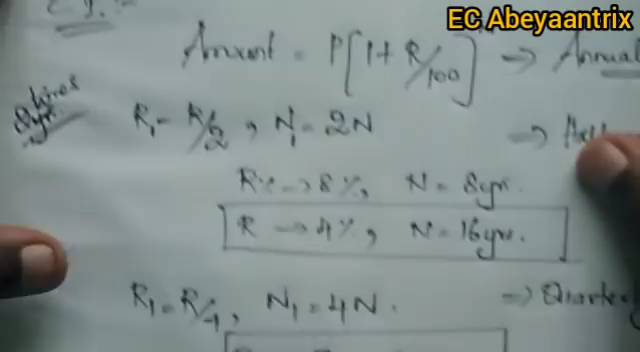 EC Abeyaantrix
C.I.
Amount = P[1+ R/100] → Annual
R₁ = R/2, N₁ = 2N →
R% → 8%, N = 8yrs.
R → 4%, N = 16yrs.
R₁ = R/4, N₁ = 4N. →